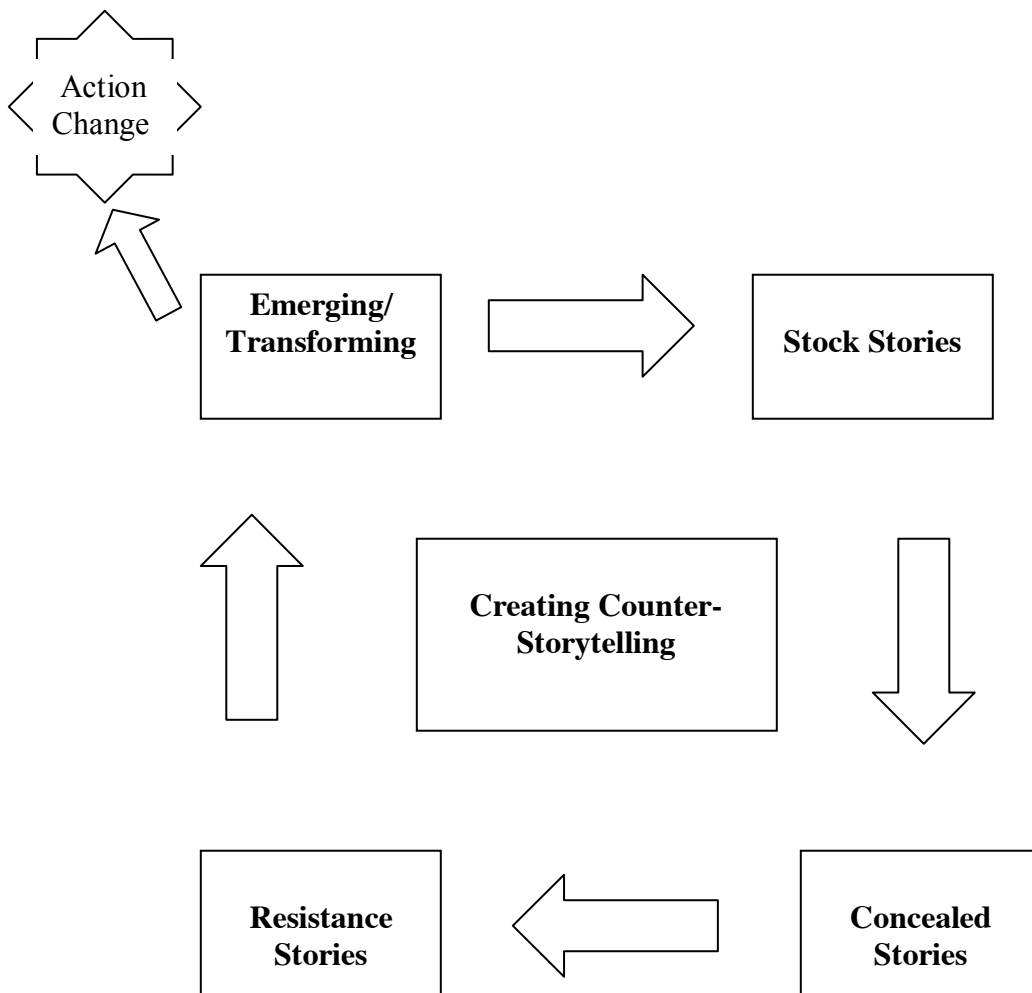 Action
Change
Emerging/
Transforming
Stock Stories
Creating Counter-
Storytelling
Resistance
Stories
Concealed
Stories